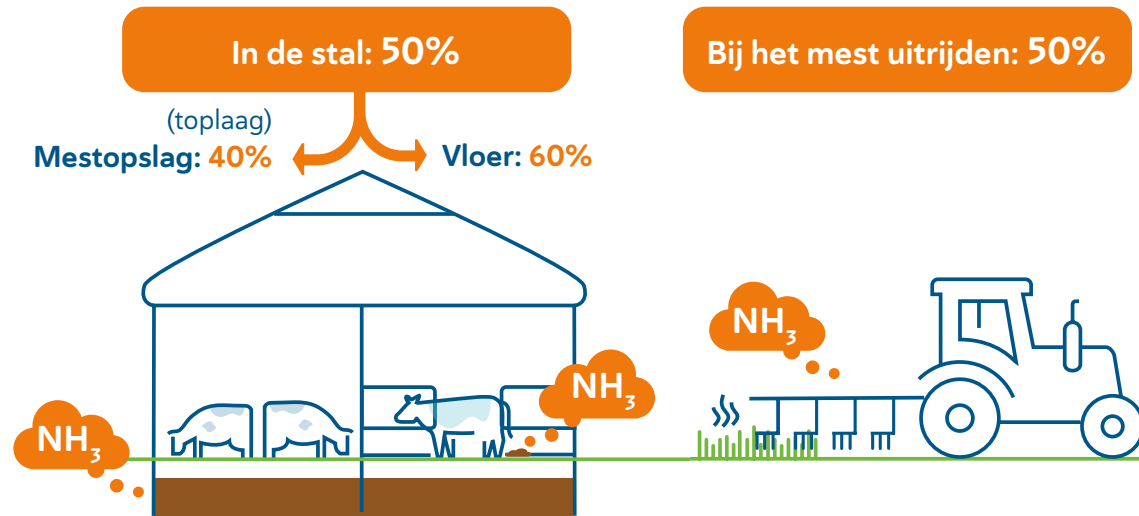 In de stal: 50%
Bij het mest uitrijden: 50%
(toplaag)
Mestopslag: 40%
Vloer: 60%
NH₃
NH₃
NH₃